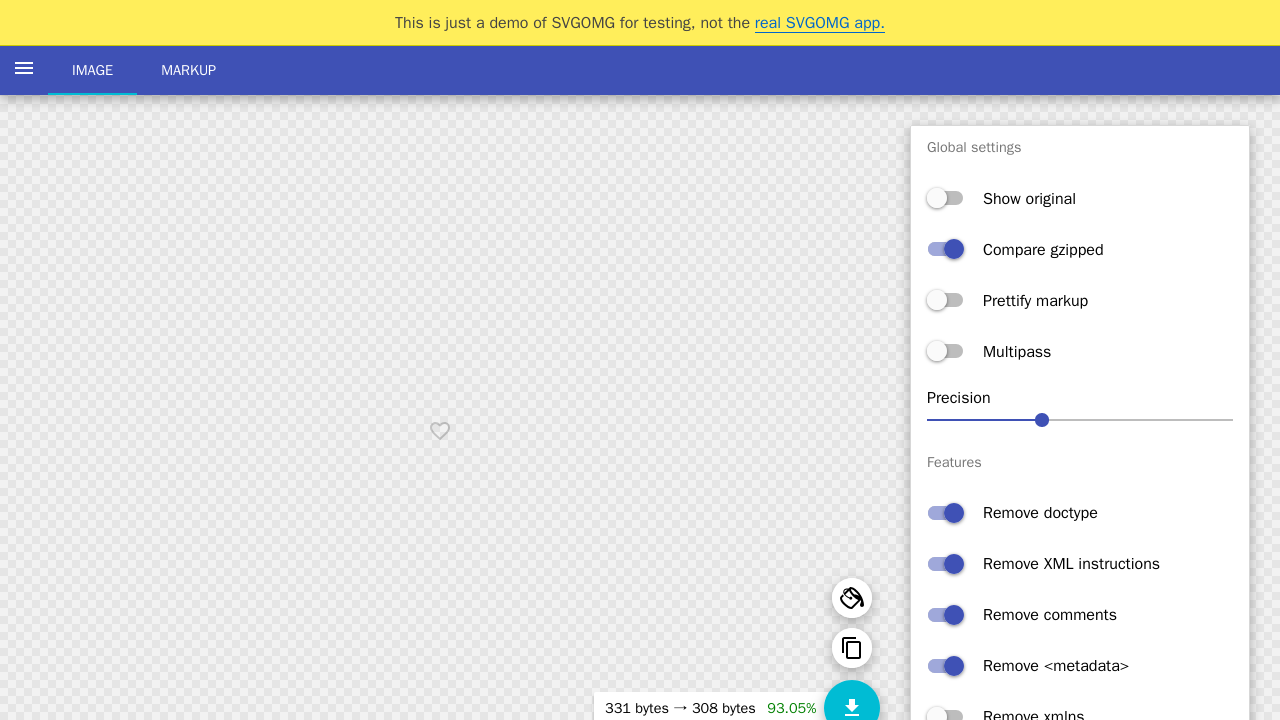 This is just a demo of SVGOMG for testing, not the real SVGOMG app.
IMAGE
MARKUP
Global settings
Show original
Compare gzipped
Prettify markup
Multipass
Precision
Features
Remove doctype
Remove XML instructions
Remove comments
Remove <metadata>
Remove xmlns
331 bytes → 308 bytes 93.05%